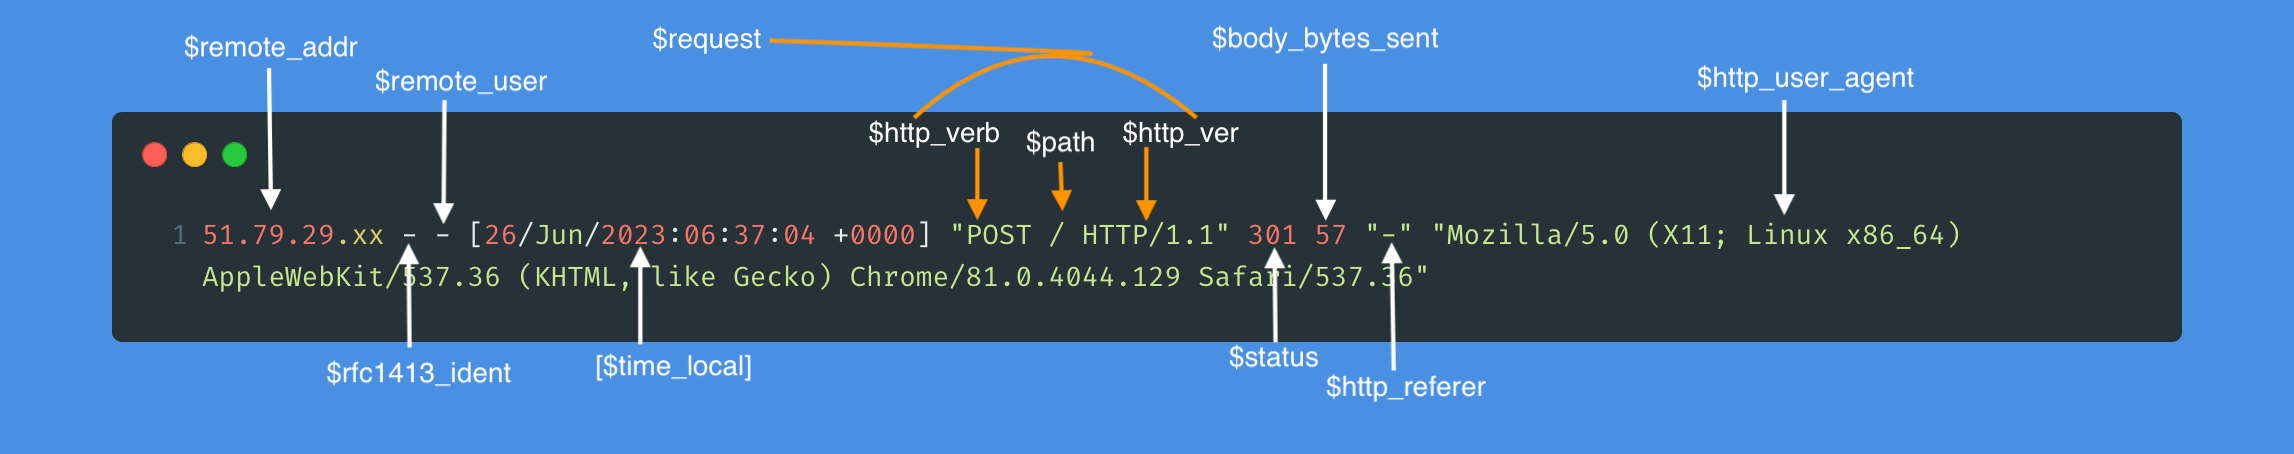 $remote_addr
$remote_user
$request
$body_bytes_sent
$http_user_agent
$http_verb
$path
$http_ver
1 51.79.29.xx - - [26/Jun/2023:06:37:04 +0000] "POST / HTTP/1.1" 301 57 "-" "Mozilla/5.0 (X11; Linux x86_64)
AppleWebKit/537.36 (KHTML, like Gecko) Chrome/81.0.4044.129 Safari/537.36"
$rfc1413_ident
[$time_local]
$status
$http_referer